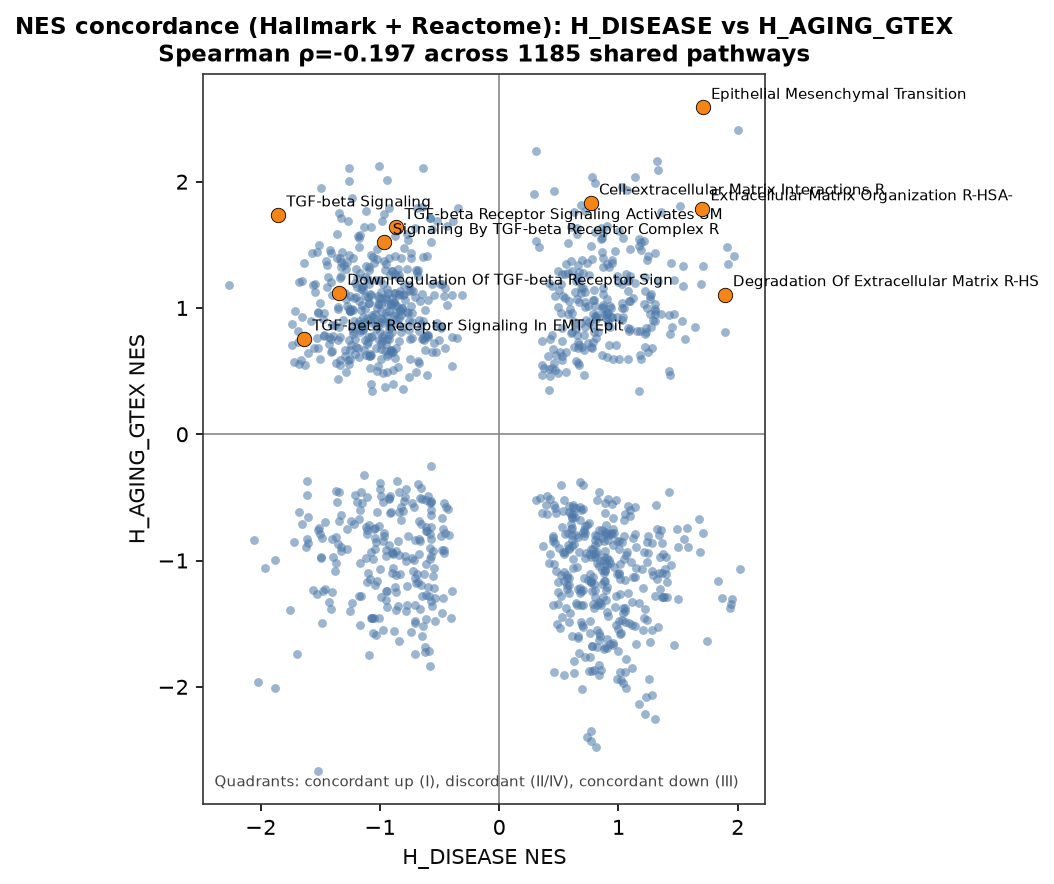 NES concordance (Hallmark + Reactome): H_DISEASE vs H_AGING_GTEX
Spearman ρ=-0.197 across 1185 shared pathways
Epithelial Mesenchymal Transition
Cell-extracellular Matrix Interactions R
Extracellular Matrix Organization R-HSA-
TGF-beta Signaling
TGF-beta Receptor Signaling Activates SM
Signaling By TGF-beta Receptor Complex R
Downregulation Of TGF-beta Receptor Sign
Degradation Of Extracellular Matrix R-HS
TGF-beta Receptor Signaling In EMT (Epit
2
1
0
−1
−2
H_AGING_GTEX NES
Quadrants: concordant up (I), discordant (II/IV), concordant down (III)
−2
−1
0
1
2
H_DISEASE NES